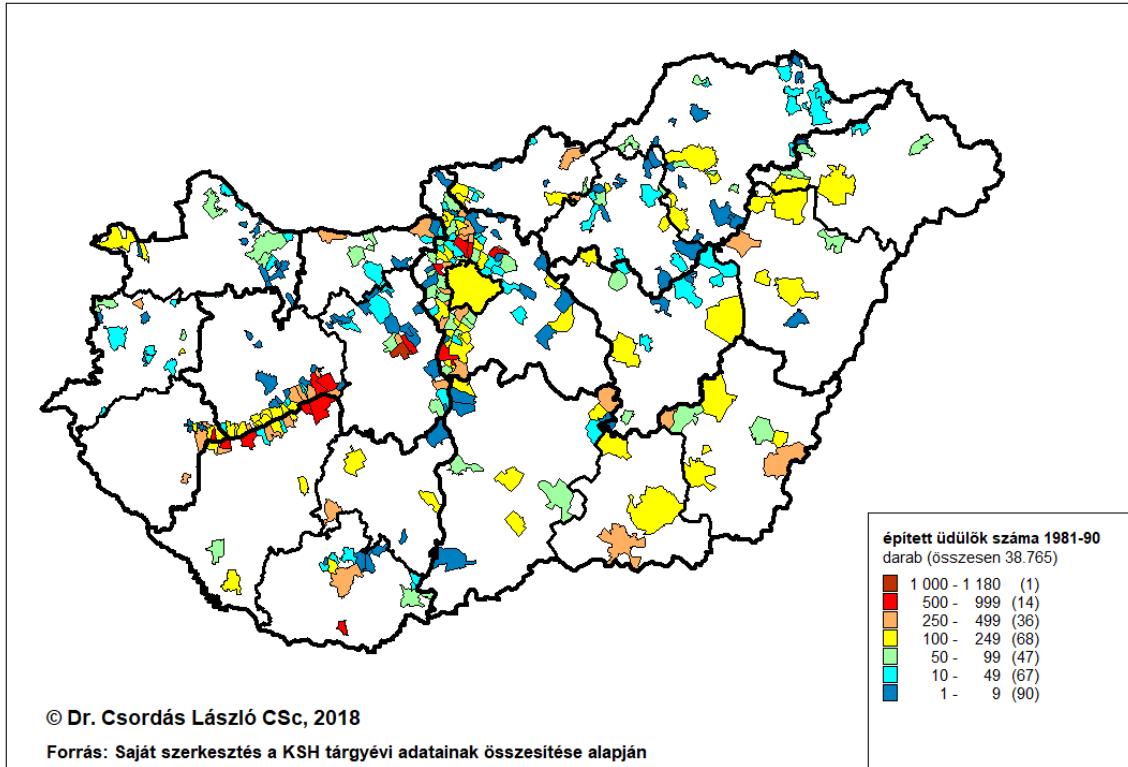 épített üdülők száma 1981-90
darab (összesen 38.765)
1 000 - 1 180 (1)
500 - 999 (14)
250 - 499 (36)
100 - 249 (68)
50 - 99 (47)
10 - 49 (67)
1 - 9 (90)
© Dr. Csordás László CSc, 2018
Forrás: Saját szerkesztés a KSH tárgyévi adatainak összesítése alapján